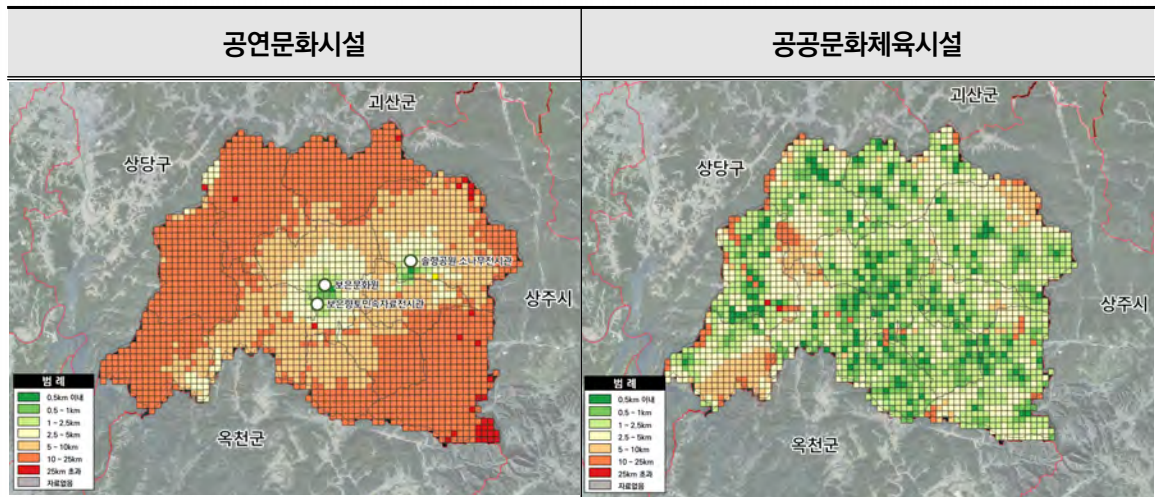 공연문화시설
공공문화체육시설
괴산군
상당구
솔향공원 소나무전시관
보은문화원
보은향토민속자료전시관
상주시
옥천군
범 례
0.5km 이내
0.5 ~ 1km
1 ~ 2.5km
2.5 ~ 5km
5 ~ 10km
10 ~ 25km
25km 초과
자료없음
괴산군
상당구
상주시
옥천군
범 례
0.5km 이내
0.5 ~ 1km
1 ~ 2.5km
2.5 ~ 5km
5 ~ 10km
10 ~ 25km
25km 초과
자료없음